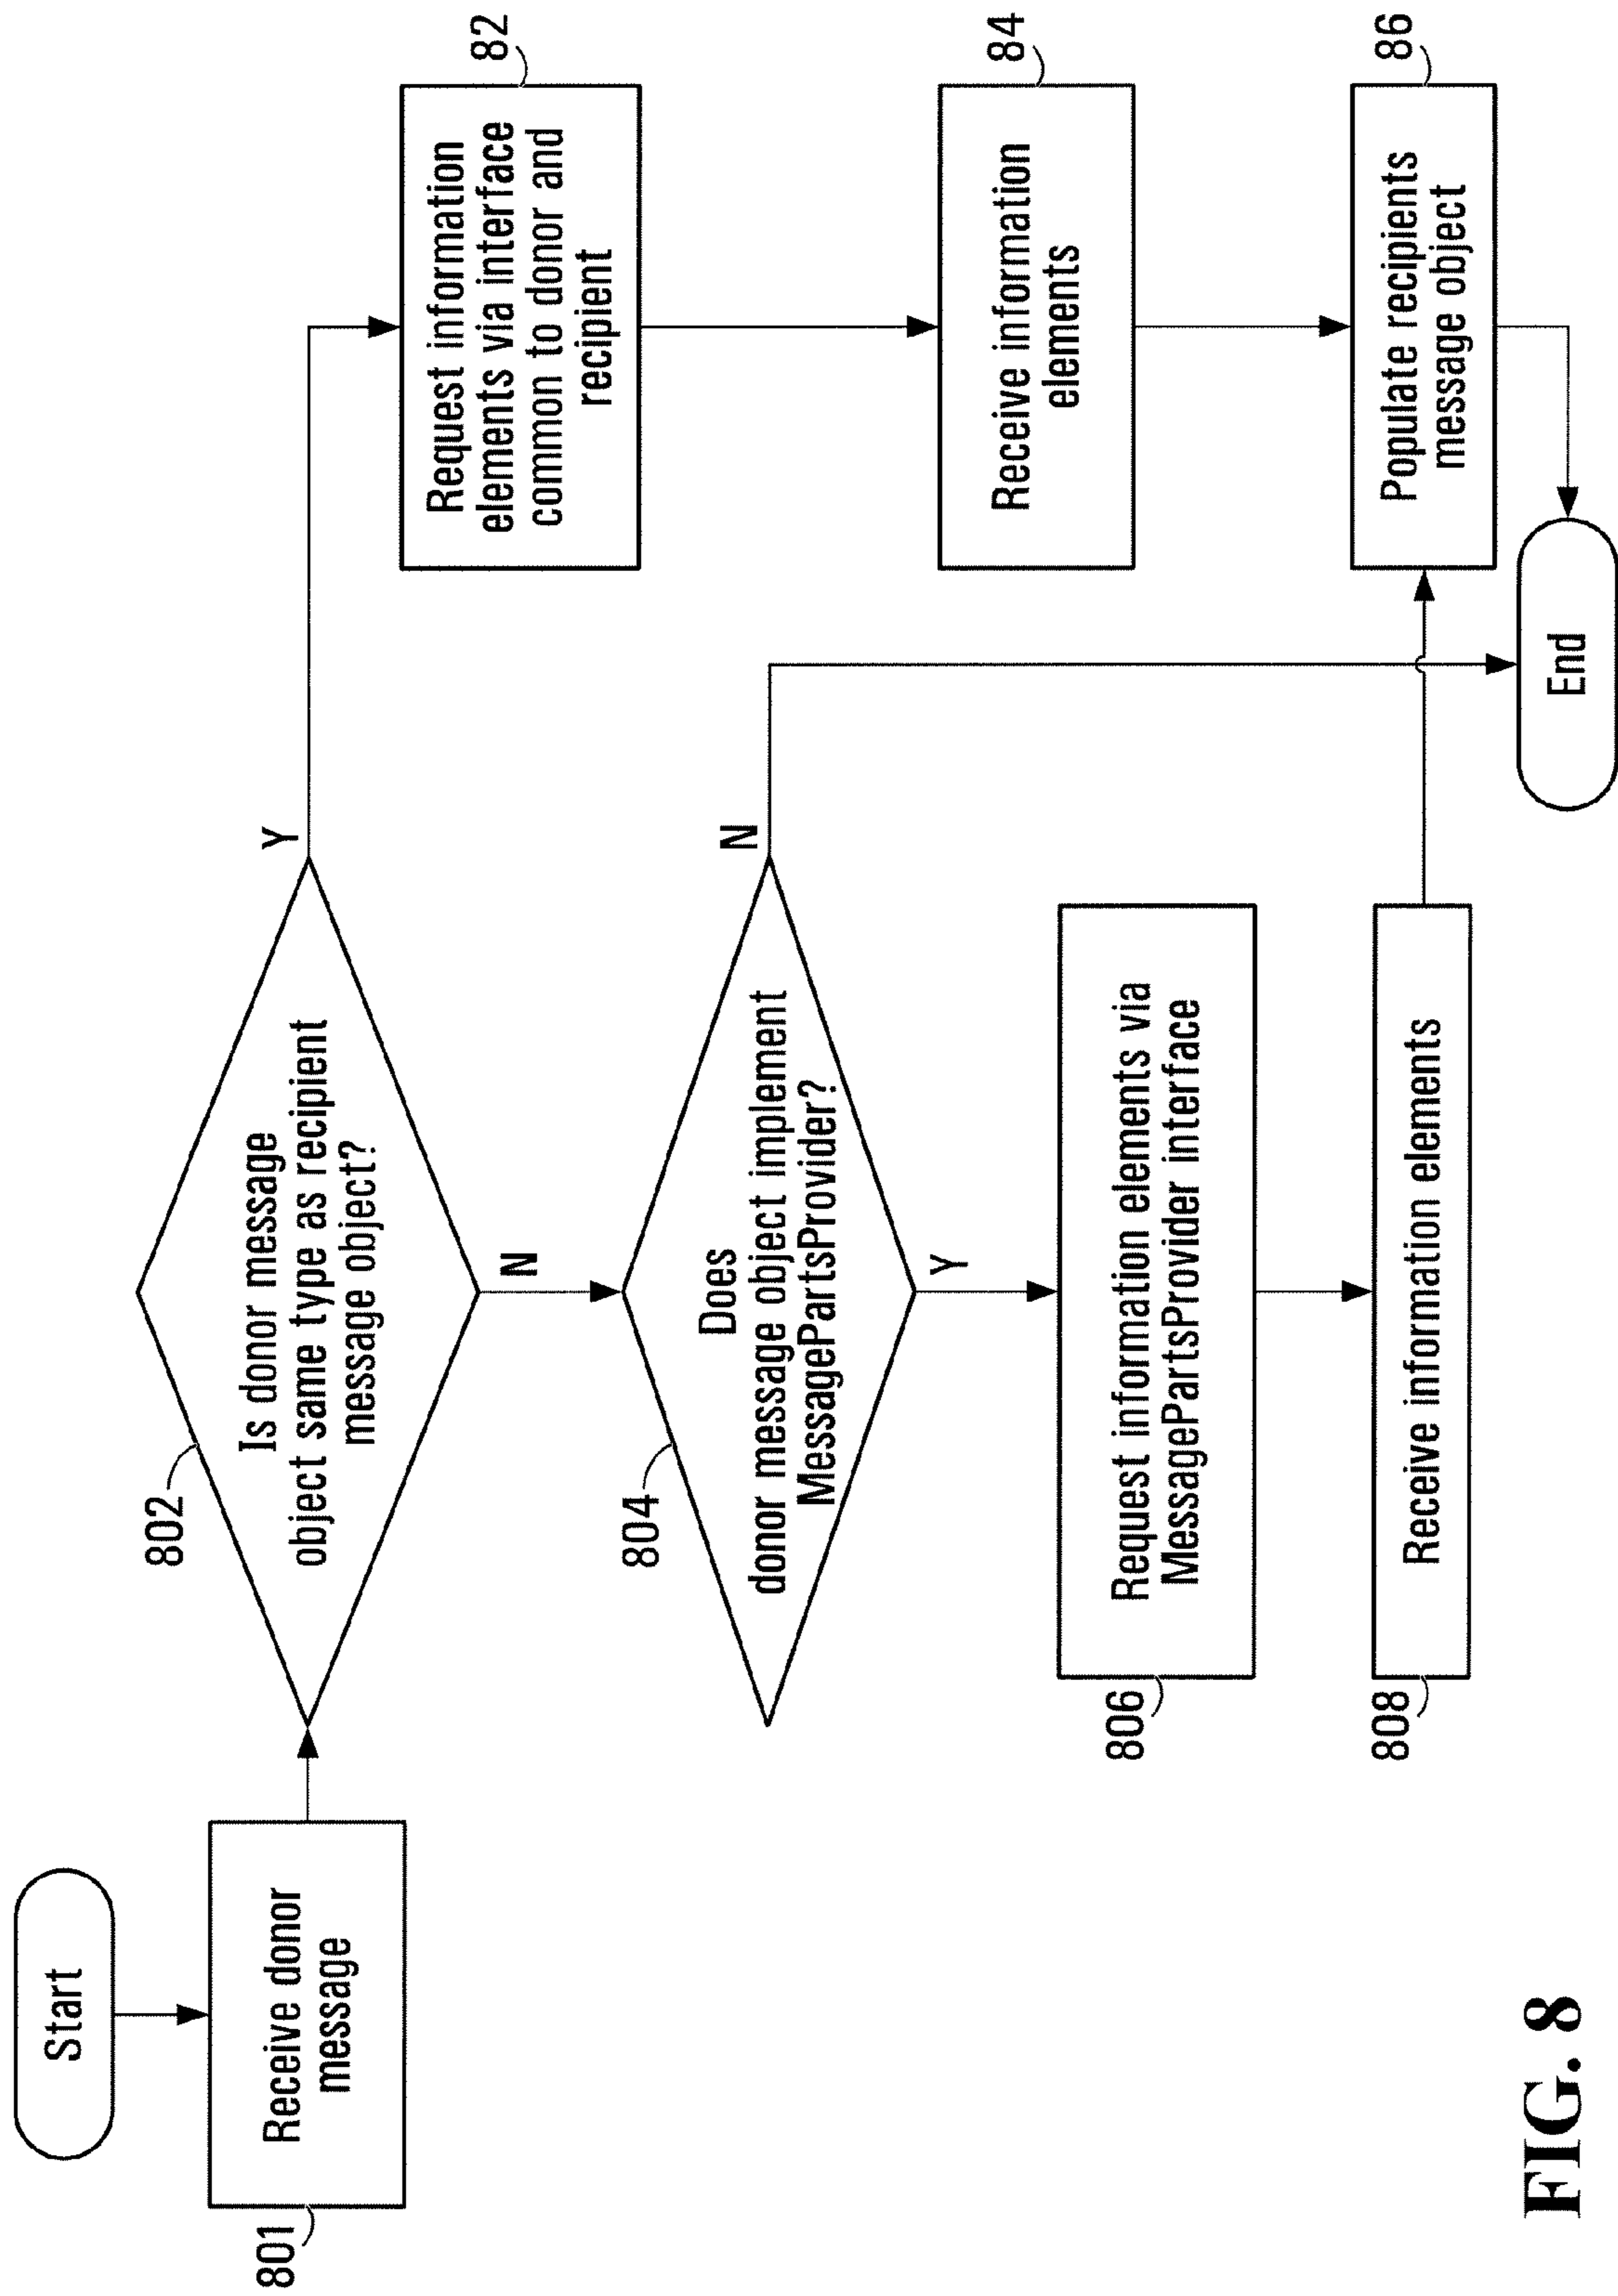 Start
801
Receive donor
message
802
Is donor message
object same type as recipient
message object?
Y
N
82
Request information
elements via interface
common to donor and
recipient
804
Does
donor message object implement
MessagePartsProvider?
N
Y
84
Receive information
elements
806
Request information elements via
MessagePartsProvider interface
808
Receive information elements
86
Populate recipients
message object
End
FIG. 8